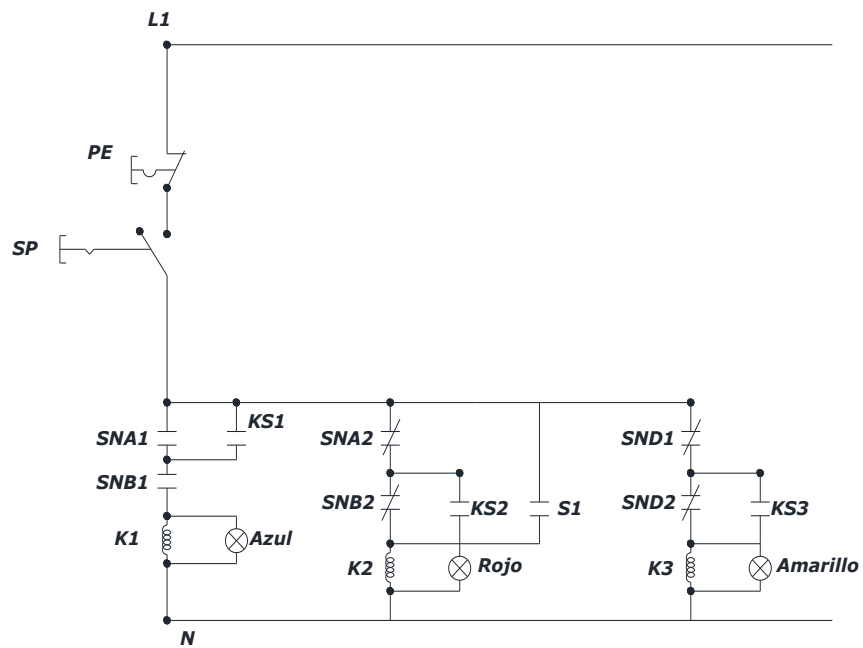 L1
PE
SP
SNA1
KS1
SNB1
K1
Azul
SNA2
SNB2
KS2
S1
K2
Rojo
SND1
SND2
KS3
K3
Amarillo
N